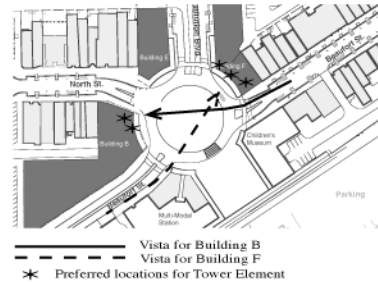 Building E
Building F
North St.
Beaufort St.
Building B
Children's
Museum
Multi-Modal
Station
Parking
Vista for Building B
Vista for Building F
Preferred locations for Tower Element